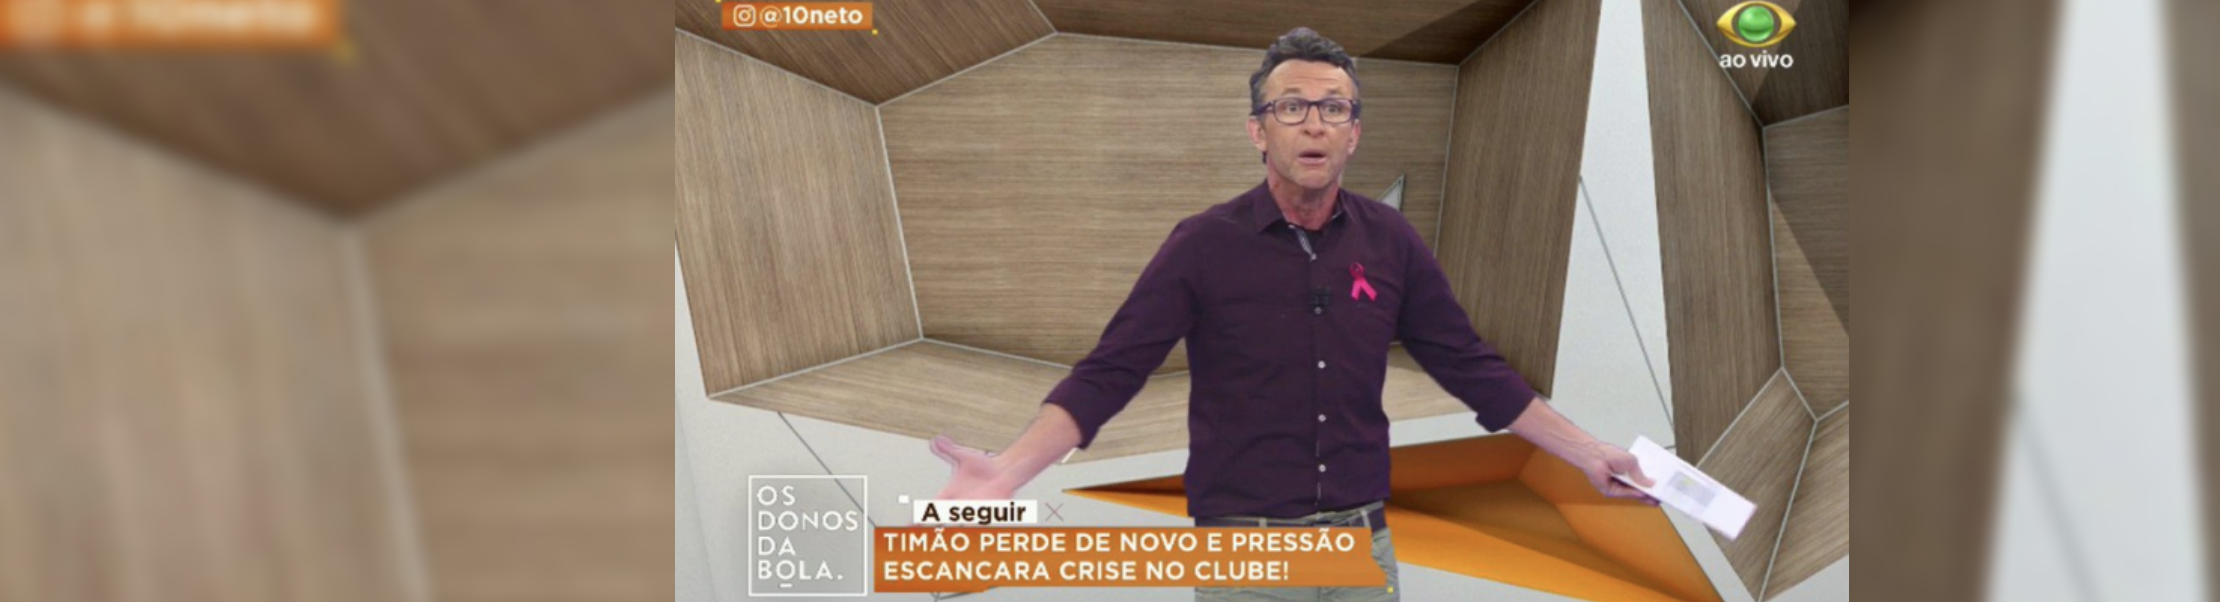 @10neto
ao vivo
OS
DONOS
DA
BOLA.
A seguir
TIMÃO PERDE DE NOVO E PRESSÃO
ESCANCARA CRISE NO CLUBE!